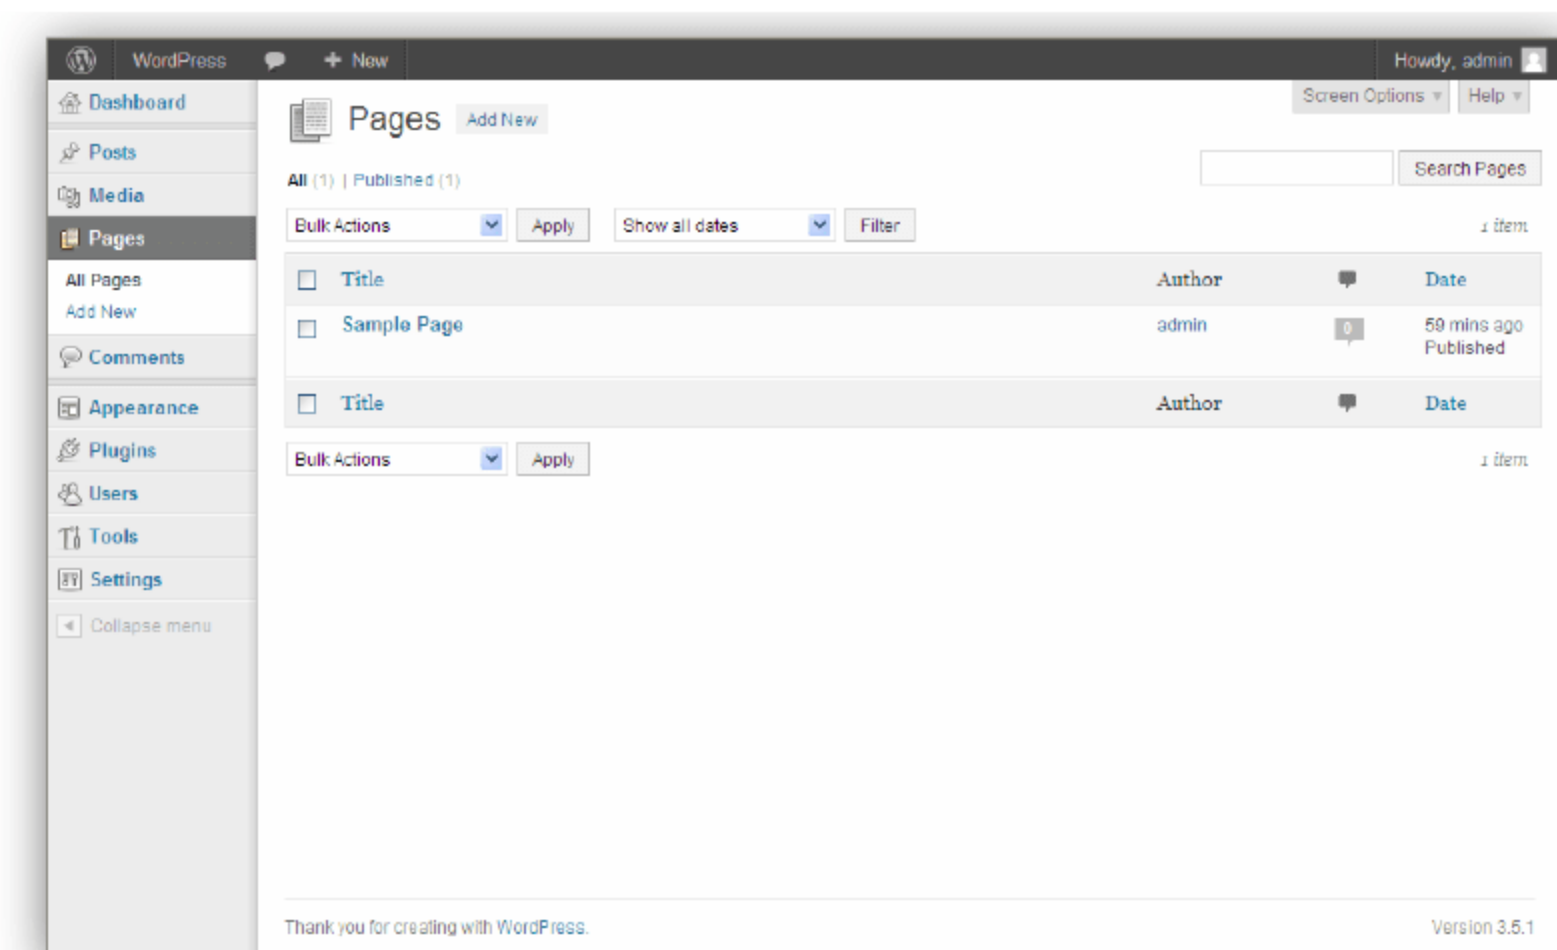 WordPress + New Howdy, admin
Dashboard
Posts
Media
Pages
All Pages
Add New
Comments
Appearance
Plugins
Users
Tools
Settings
Collapse menu
Screen Options Help
Pages Add New
All (1) | Published (1)
Search Pages
Bulk Actions Apply Show all dates Filter 1 item
Title Author Date
Sample Page admin 0 59 mins ago
Published
Title Author Date
Bulk Actions Apply 1 item
Thank you for creating with WordPress. Version 3.5.1